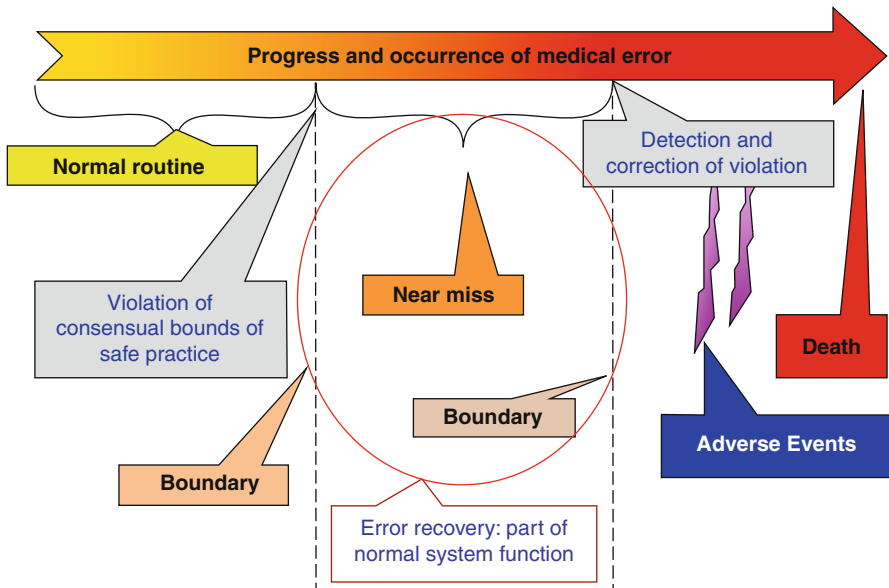 Progress and occurrence of medical error
Normal routine
Detection and
correction of violation
Violation of
consensual bounds of
safe practice
Near miss
Death
Boundary
Adverse Events
Boundary
Error recovery: part of
normal system function